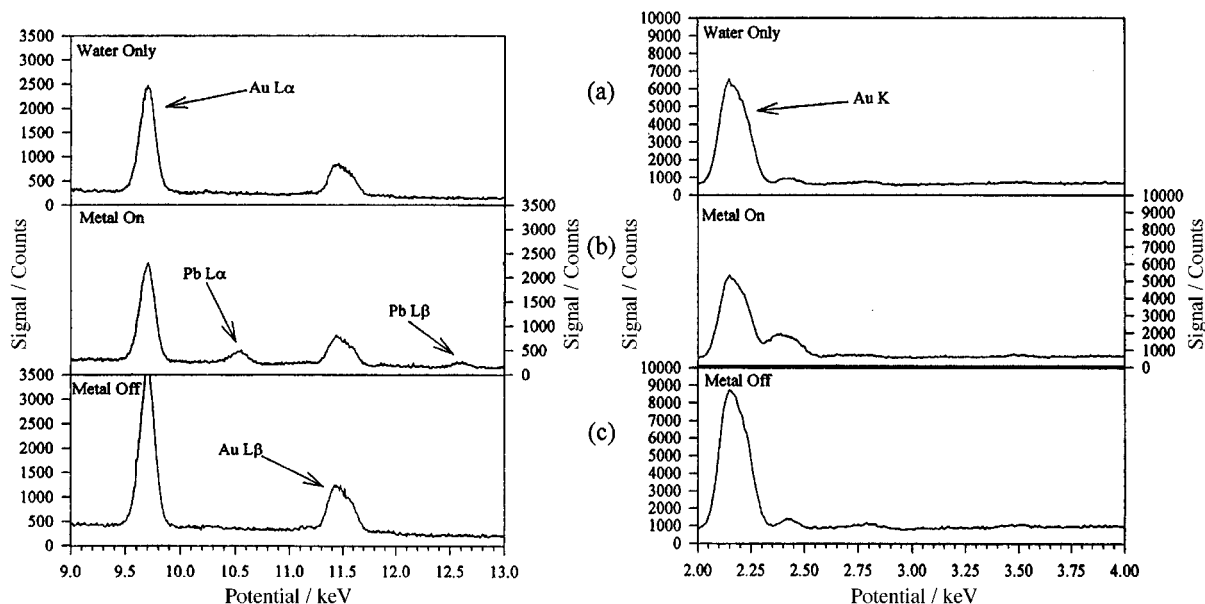 Water Only
3500
3000
2500
2000
1500
1000
500
0
Au Lα
(a)
Water Only
10000
9000
8000
7000
6000
5000
4000
3000
2000
1000
0
Au K
Metal On
3500
3000
2500
2000
1500
1000
500
0
Signal / Counts
Signal / Counts
Pb Lα
Pb Lβ
(b)
Metal On
10000
9000
8000
7000
6000
5000
4000
3000
2000
1000
0
Signal / Counts
Signal / Counts
Metal Off
3500
3000
2500
2000
1500
1000
500
0
Au Lβ
(c)
Metal Off
10000
9000
8000
7000
6000
5000
4000
3000
2000
1000
0
9.0 9.5 10.0 10.5 11.0 11.5 12.0 12.5 13.0
Potential / keV
2.00 2.25 2.50 2.75 3.00 3.25 3.50 3.75 4.00
Potential / keV